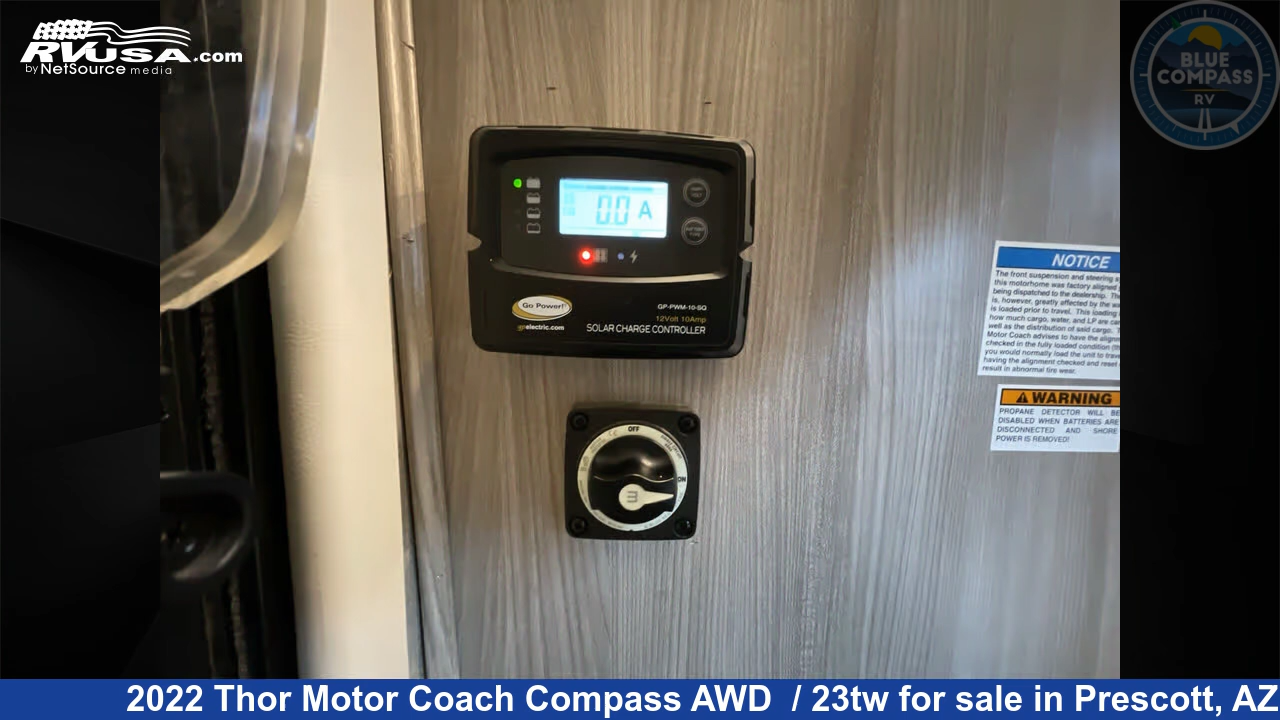 RVUSA.com
by NetSource media
BLUE
COMPASS
RV
0.0 A
Go Power!
gpelectric.com
GP-PWM-10-SQ
12Volt 10Amp
SOLAR CHARGE CONTROLLER
OFF
ON
NOTICE
The front suspension and steering
this motorhome was factory aligned
being dispatched to the dealership.
is, however, greatly affected by the
is loaded prior to travel. This loading
how much cargo, water, and LP are
well as the distribution of said cargo.
Motor Coach advises to have the
checked in the fully loaded condition
you would normally load the unit to
having the alignment checked and reset
result in abnormal tire wear.
WARNING
PROPANE DETECTOR WILL BE
DISABLED WHEN BATTERIES ARE
DISCONNECTED AND SHORE
POWER IS REMOVED!
2022 Thor Motor Coach Compass AWD / 23tw for sale in Prescott, AZ